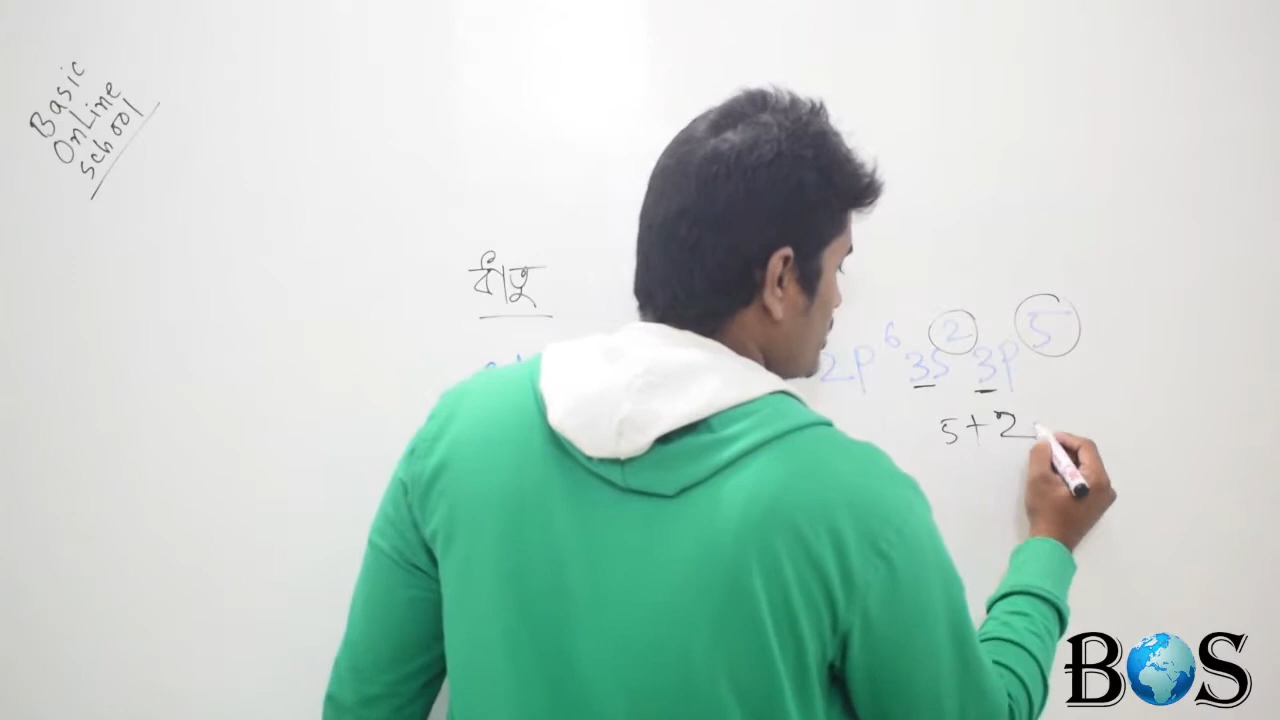 Basic
OnLine
School
ধাতু
2p⁶ 3s² 3p⁵
5+2
BOS